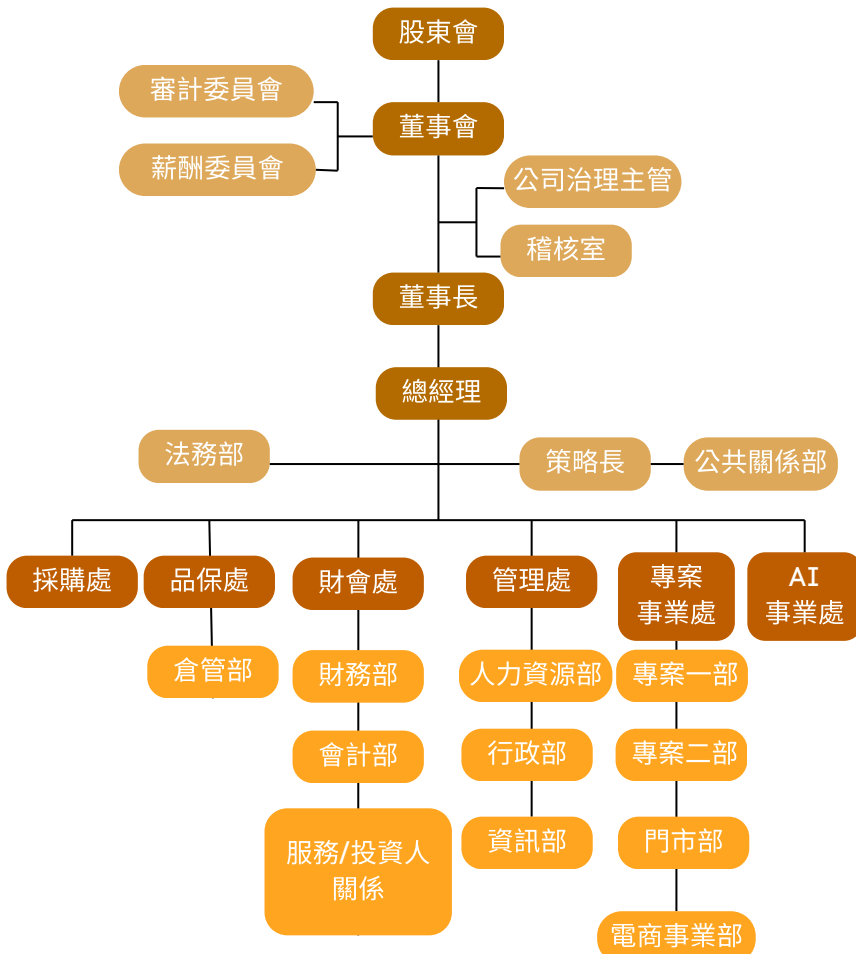 股東會
審計委員會
董事會
薪酬委員會
公司治理主管
稽核室
董事長
總經理
法務部
策略長
公共關係部
採購處
品保處
財會處
管理處
專案
事業處
AI
事業處
倉管部
財務部
人力資源部
專案一部
會計部
行政部
專案二部
服務/投資人
關係
資訊部
門市部
電商事業部